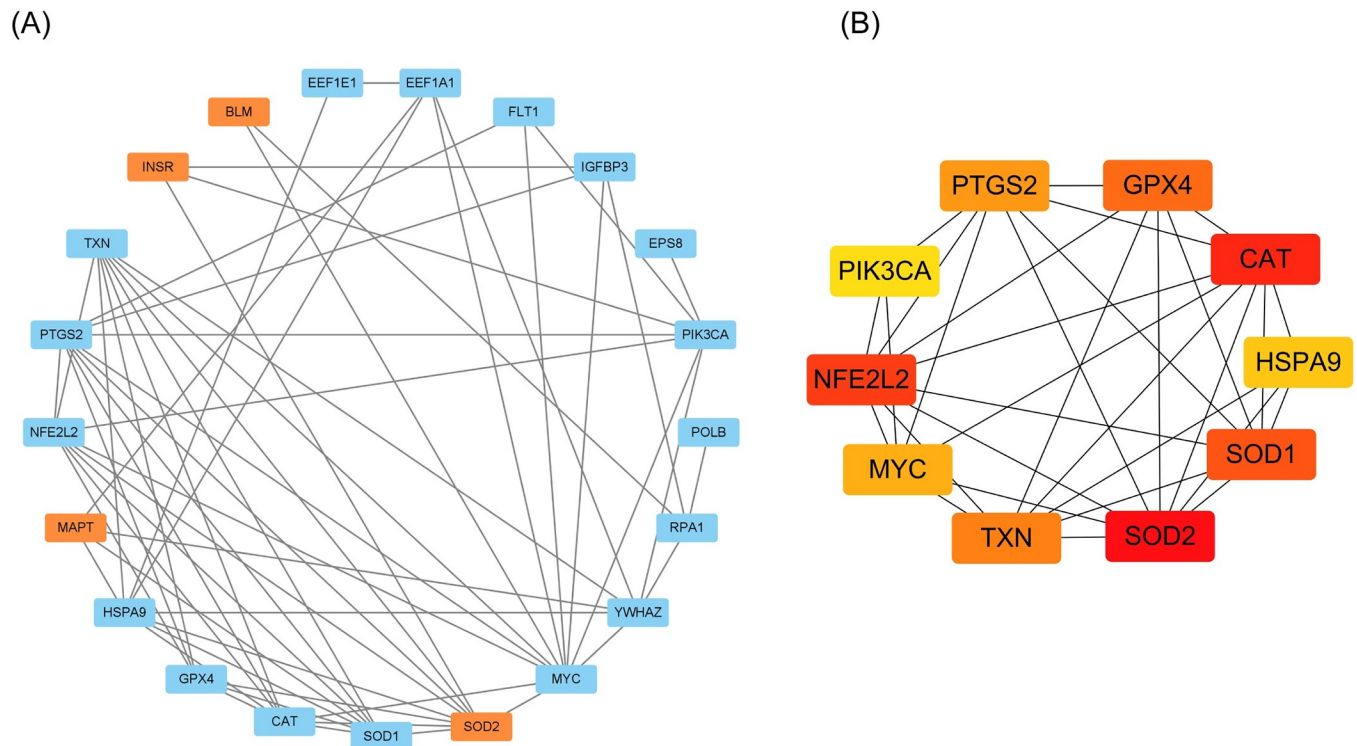 (A)
EEF1E1
EEF1A1
BLM
FLT1
INSR
IGFBP3
TXN
EPS8
PTGS2
PIK3CA
NFE2L2
POLB
MAPT
RPA1
HSPA9
YWHAZ
GPX4
MYC
CAT
SOD1
SOD2
(B)
PTGS2
GPX4
PIK3CA
CAT
NFE2L2
HSPA9
MYC
SOD1
TXN
SOD2